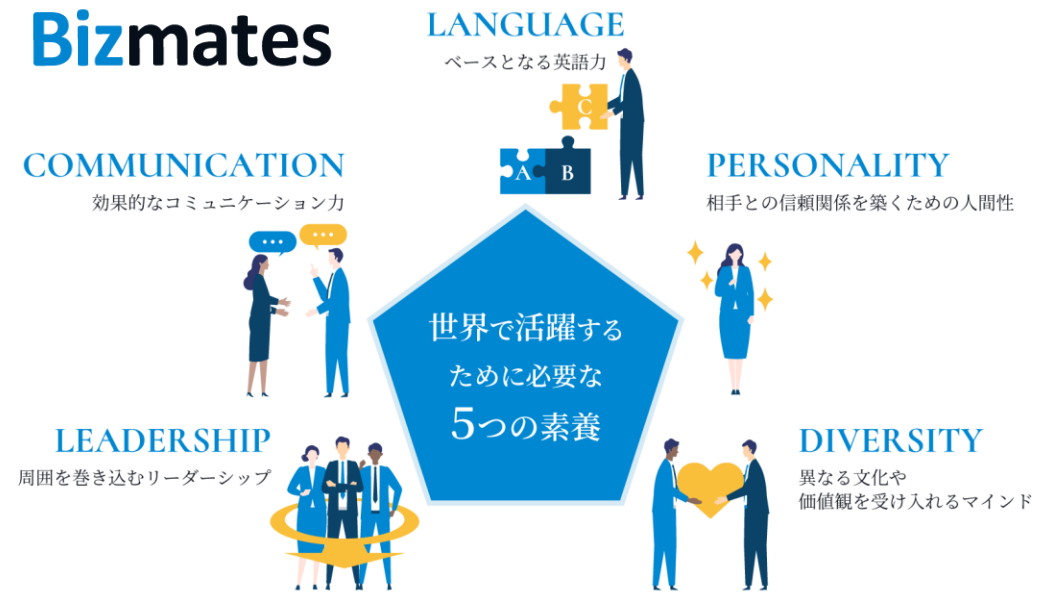 Bizmates
LANGUAGE
ベースとなる英語力
C
A B
COMMUNICATION
効果的なコミュニケーション力
PERSONALITY
相手との信頼関係を築くための人間性
世界で活躍する
ために必要な
5つの素養
LEADERSHIP
周囲を巻き込むリーダーシップ
DIVERSITY
異なる文化や
価値観を受け入れるマインド